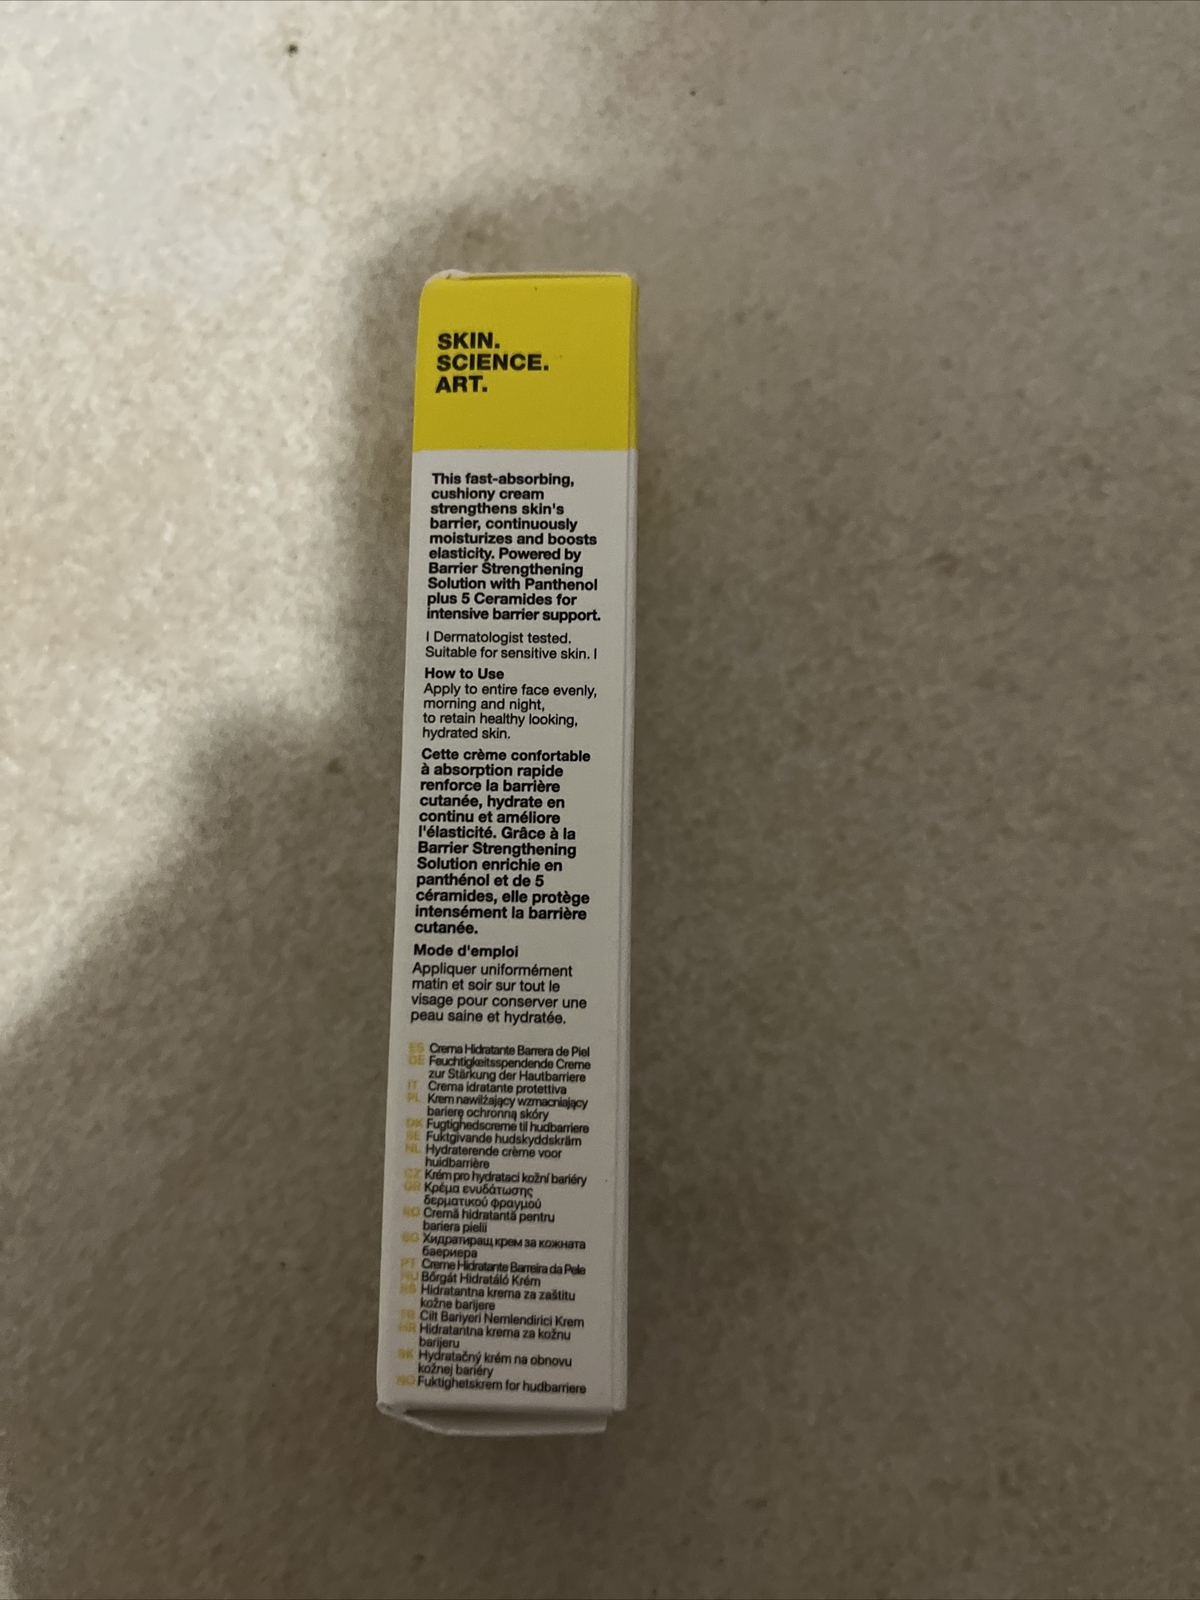 SKIN.
SCIENCE.
ART.
This fast-absorbing,
cushiony cream
strengthens skin's
barrier, continuously
moisturizes and boosts
elasticity. Powered by
Barrier Strengthening
Solution with Panthenol
plus 5 Ceramides for
intensive barrier support.
I Dermatologist tested.
Suitable for sensitive skin. I
How to Use
Apply to entire face evenly,
morning and night,
to retain healthy looking,
hydrated skin.
Cette crème confortable
à absorption rapide
renforce la barrière
cutanée, hydrate en
continu et améliore
l'élasticité. Grâce à la
Barrier Strengthening
Solution enrichie en
panthénol et de 5
céramides, elle protège
intensément la barrière
cutanée.
Mode d'emploi
Appliquer uniformément
matin et soir sur tout le
visage pour conserver une
peau saine et hydratée.
ES Crema Hidratante Barrera de Piel
DE Feuchtigkeitsspendende Creme
zur Stärkung der Hautbarriere
IT Crema idratante protettiva
PL Krem nawilżający wzmacniający
barierę ochronną skóry
DK Fugtighedscreme til hudbarriere
SE Fuktgivande hudskyddskräm
NL Hydraterende crème voor
huidbarrière
CZ Krém pro hydrataci kožní bariéry
GR Κρέμα ενυδάτωσης
δερματικού φραγμού
RO Cremă hidratantă pentru
bariera pielii
BG Хидратиращ крем за кожната
бариера
PT Creme Hidratante Barreira da Pele
HU Bőrgát Hidratáló Krém
RS Hidratantna krema za zaštitu
kožne barijere
TR Cilt Bariyeri Nemlendirici Krem
HR Hidratantna krema za kožnu
barijeru
SK Hydratačný krém na obnovu
kožnej bariéry
NO Fuktighetskrem for hudbarriere